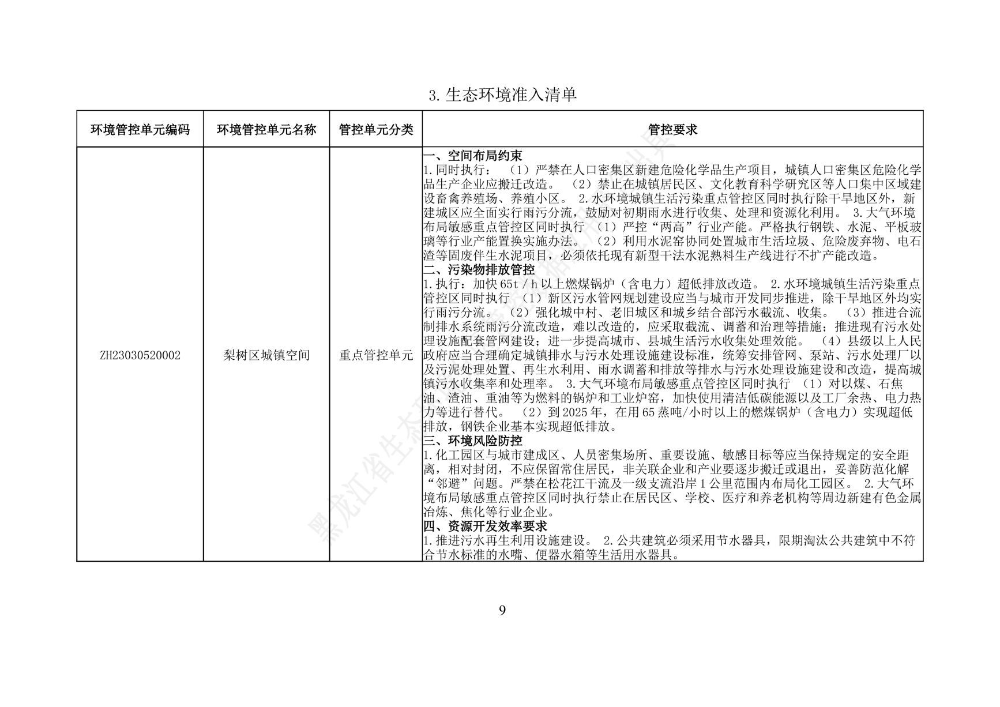 3. 生态环境准入清单
环境管控单元编码 环境管控单元名称 管控单元分类 管控要求
ZH23030520002 梨树区城镇空间 重点管控单元
一、空间布局约束
1.同时执行： （1）严禁在人口密集区新建危险化学品生产项目，城镇人口密集区危险化学
品生产企业应搬迁改造。 （2）禁止在城镇居民区、文化教育科学研究区等人口集中区域建
设畜禽养殖场、养殖小区。 2.水环境城镇生活污染重点管控区同时执行除干旱地区外，新
建城区应全面实行雨污分流，鼓励对初期雨水进行收集、处理和资源化利用。 3.大气环境
布局敏感重点管控区同时执行 （1）严控“两高”行业产能。严格执行钢铁、水泥、平板玻
璃等行业产能置换实施办法。 （2）利用水泥窑协同处置城市生活垃圾、危险废弃物、电石
渣等固废伴生水泥项目，必须依托现有新型干法水泥熟料生产线进行不扩产能改造。
二、污染物排放管控
1.执行：加快65t/h以上燃煤锅炉（含电力）超低排放改造。 2.水环境城镇生活污染重点
管控区同时执行 （1）新区污水管网规划建设应当与城市开发同步推进，除干旱地区外均实
行雨污分流。 （2）强化城中村、老旧城区和城乡结合部污水截流、收集。 （3）推进合流
制排水系统雨污分流改造，难以改造的，应采取截流、调蓄和治理等措施；推进现有污水处
理设施配套管网建设；进一步提高城市、县城生活污水收集处理效能。 （4）县级以上人民
政府应当合理确定城镇排水与污水处理设施建设标准，统筹安排管网、泵站、污水处理厂以
及污泥处理处置、再生水利用、雨水调蓄和排放等排水与污水处理设施建设和改造，提高城
镇污水收集率和处理率。 3.大气环境布局敏感重点管控区同时执行 （1）对以煤、石焦
油、渣油、重油等为燃料的锅炉和工业炉窑，加快使用清洁低碳能源以及工厂余热、电力热
力等进行替代。 （2）到2025年，在用65蒸吨/小时以上的燃煤锅炉（含电力）实现超低
排放，钢铁企业基本实现超低排放。
三、环境风险防控
1.化工园区与城市建成区、人员密集场所、重要设施、敏感目标等应当保持规定的安全距
离，相对封闭，不应保留常住居民，非关联企业和产业要逐步搬迁或退出，妥善防范化解
“邻避”问题。严禁在松花江干流及一级支流沿岸1公里范围内布局化工园区。 2.大气环
境布局敏感重点管控区同时执行禁止在居民区、学校、医疗和养老机构等周边新建有色金属
冶炼、焦化等行业企业。
四、资源开发效率要求
1.推进污水再生利用设施建设。 2.公共建筑必须采用节水器具，限期淘汰公共建筑中不符
合节水标准的水嘴、便器水箱等生活用水器具。
9
黑龙江省生态环